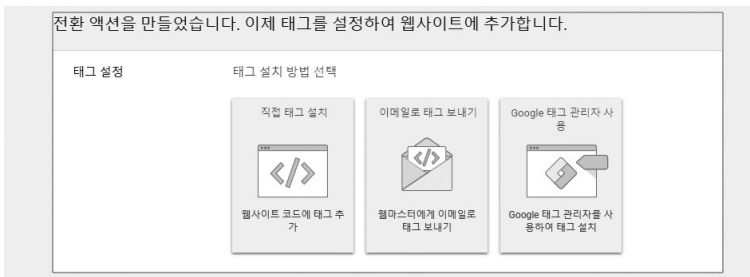 전환 액션을 만들었습니다. 이제 태그를 설정하여 웹사이트에 추가합니다.
태그 설정
태그 설치 방법 선택
직접 태그 설치
</>
웹사이트 코드에 태그 추
가
이메일로 태그 보내기
</>
웹마스터에게 이메일로
태그 보내기
Google 태그 관리자 사
용
Google 태그 관리자를 사
용하여 태그 설치